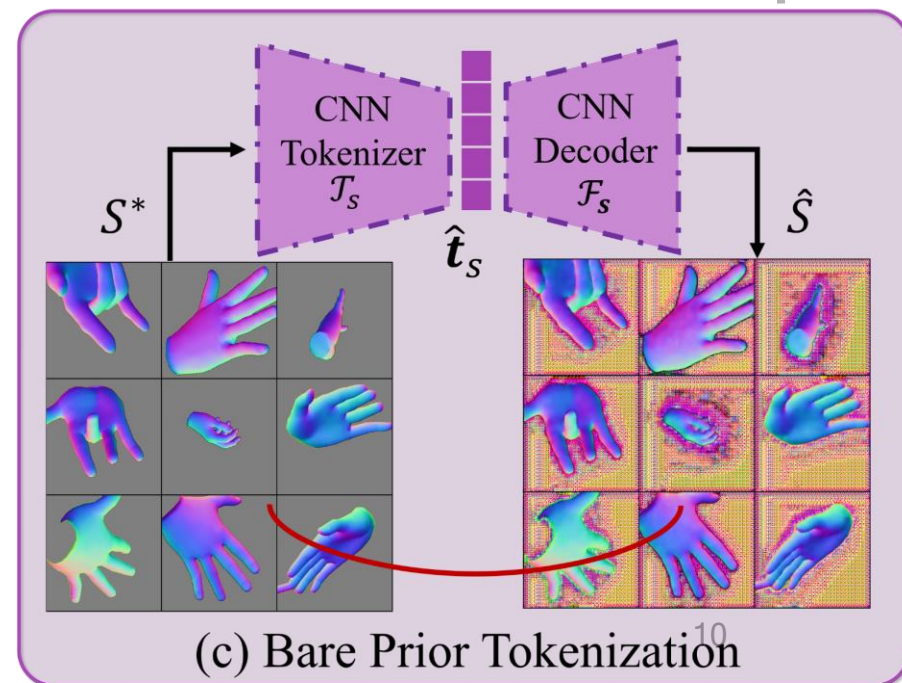 CNN
Tokenizer
𝒯ₛ
CNN
Decoder
ℱₛ
S*
t̂ₛ
Ŝ
(c) Bare Prior Tokenization
10